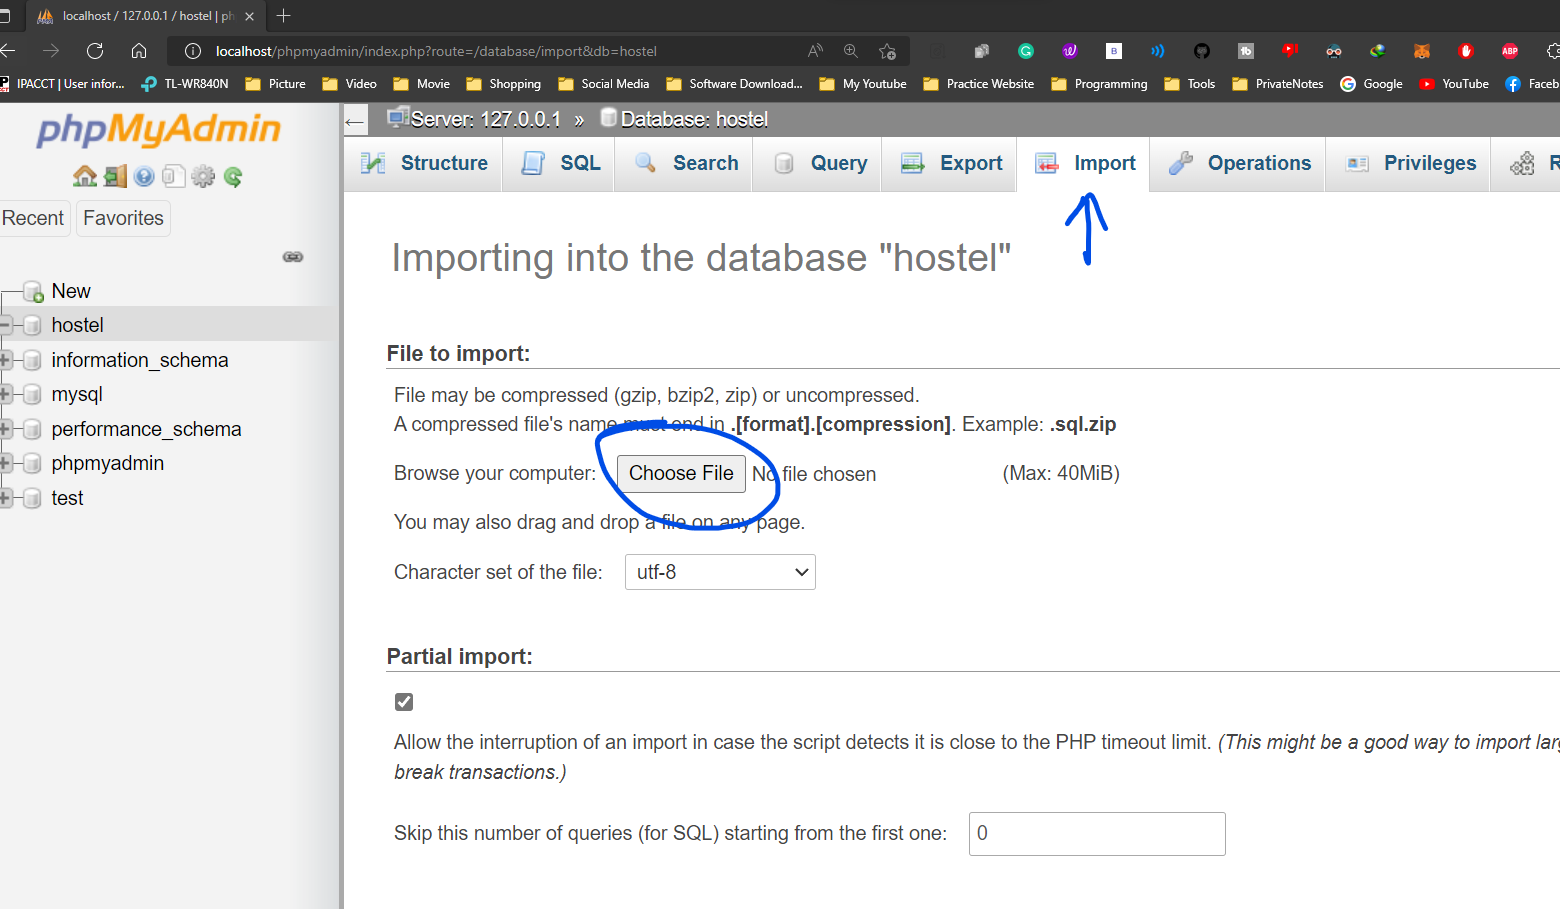 localhost / 127.0.0.1 / hostel | ph
localhost/phpmyadmin/index.php?route=/database/import&db=hostel
IPACCT | User infor... TL-WR840N Picture Video Movie Shopping Social Media Software Download... My Youtube Practice Website Programming Tools PrivateNotes Google YouTube Faceb
phpMyAdmin
Recent Favorites
New
hostel
information_schema
mysql
performance_schema
phpmyadmin
test
Server: 127.0.0.1 » Database: hostel
Structure SQL Search Query Export Import Operations Privileges R
Importing into the database "hostel"
File to import:
File may be compressed (gzip, bzip2, zip) or uncompressed.
A compressed file's name must end in .[format].[compression]. Example: .sql.zip
Browse your computer: Choose File No file chosen (Max: 40MiB)
You may also drag and drop a file on any page.
Character set of the file: utf-8
Partial import:
Allow the interruption of an import in case the script detects it is close to the PHP timeout limit. (This might be a good way to import larg
break transactions.)
Skip this number of queries (for SQL) starting from the first one: 0